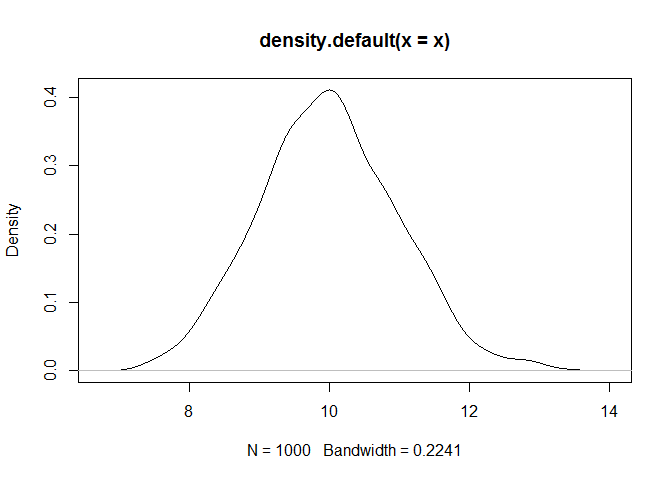 density.default(x = x)
Density
0.0
0.1
0.2
0.3
0.4
8 10 12 14
N = 1000 Bandwidth = 0.2241